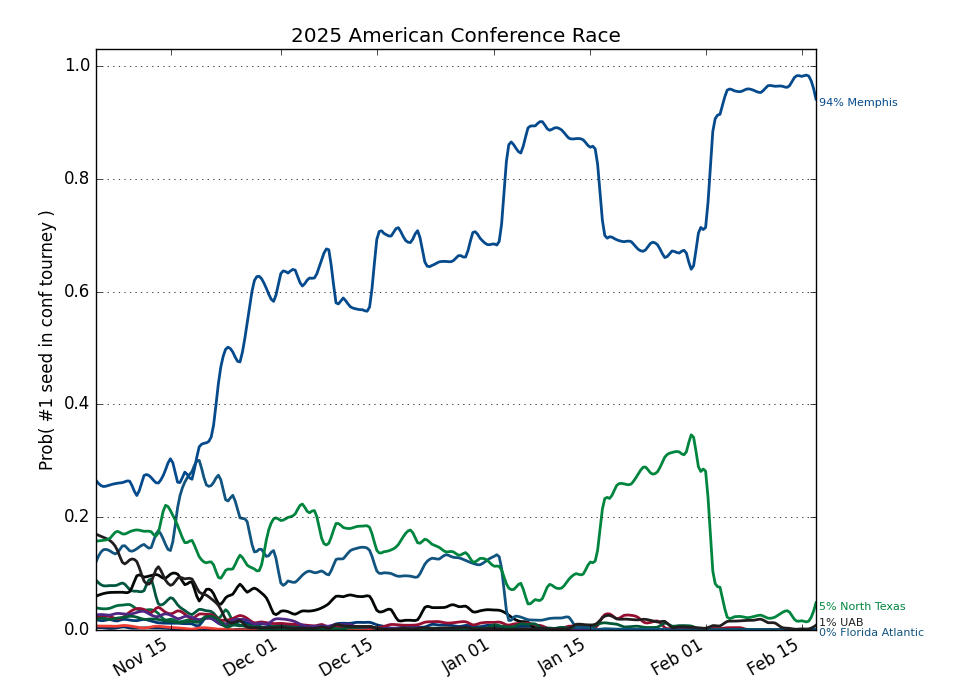 2025 American Conference Race
Prob( #1 seed in conf tourney )
1.0
0.8
0.6
0.4
0.2
0.0
94% Memphis
5% North Texas
1% UAB
0% Florida Atlantic
Nov 15
Dec 01
Dec 15
Jan 01
Jan 15
Feb 01
Feb 15